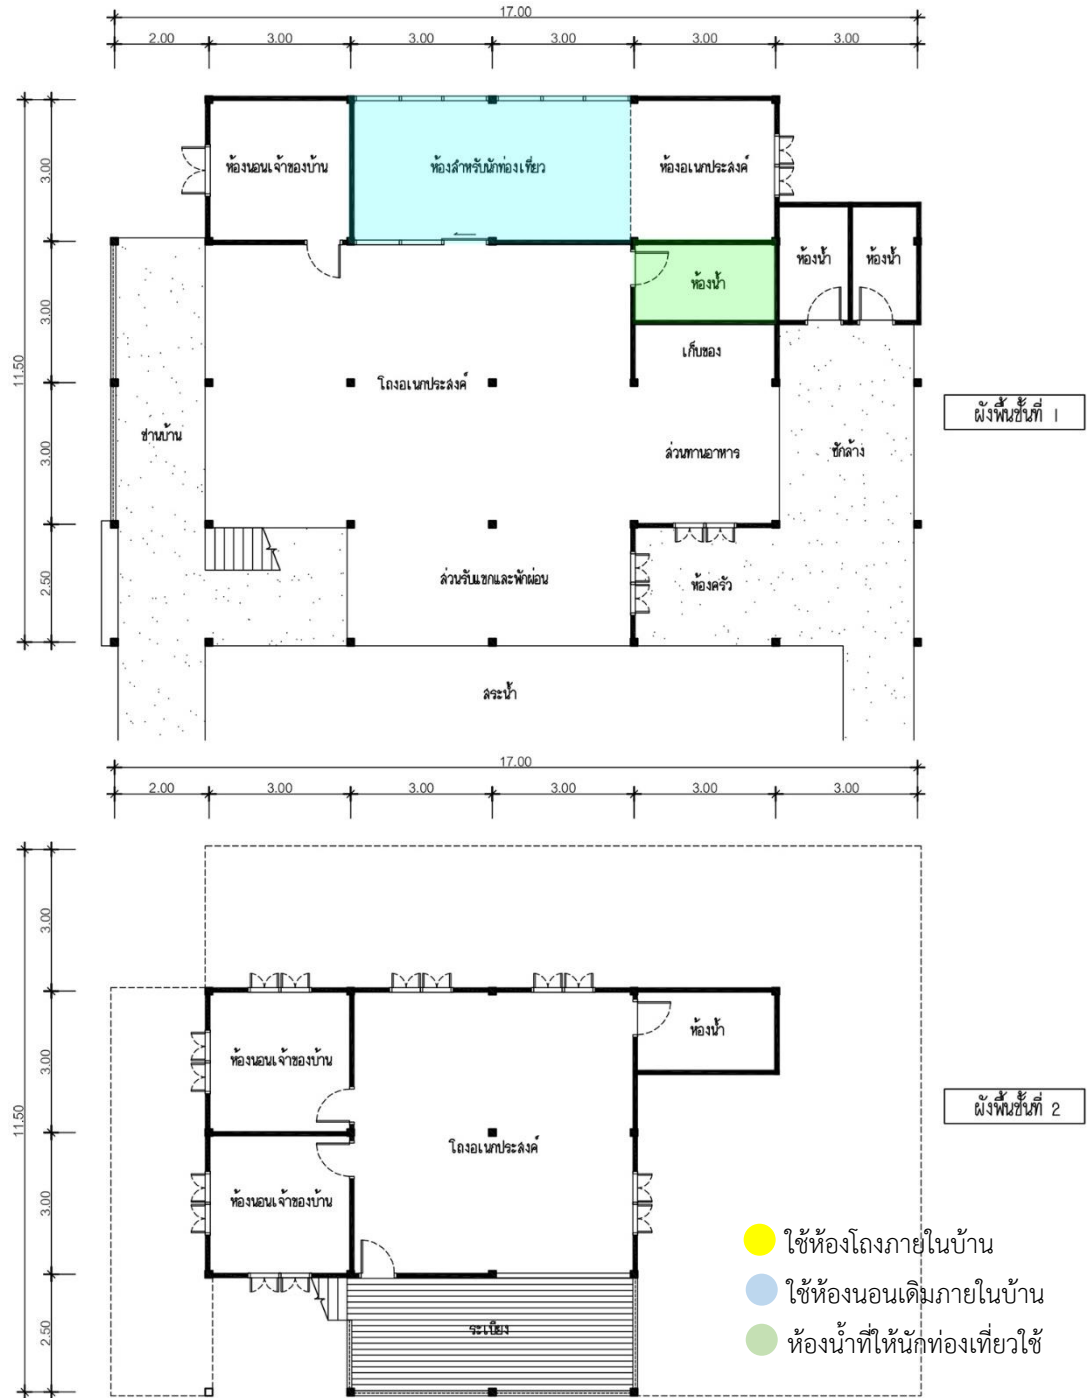 17.00
2.00 3.00 3.00 3.00 3.00 3.00
ห้องนอนเจ้าของบ้าน ห้องสำหรับนักท่องเที่ยว ห้องอเนกประสงค์
3.00
ห้องน้ำ ห้องน้ำ
ห้องน้ำ
3.00
เก็บของ
11.50
โถงอเนกประสงค์
ผังพื้นชั้นที่ 1
ชานบ้าน
3.00
ส่วนทานอาหาร ซักล้าง
2.50
ส่วนรับแขกและพักผ่อน ห้องครัว
สระน้ำ
17.00
2.00 3.00 3.00 3.00 3.00 3.00
3.00
ห้องน้ำ
3.00
ห้องนอนเจ้าของบ้าน
11.50
ผังพื้นชั้นที่ 2
โถงอเนกประสงค์
3.00
ห้องนอนเจ้าของบ้าน
ใช้ห้องโถงภายในบ้าน
ใช้ห้องนอนเดิมภายในบ้าน
2.50
ระเบียง
ห้องน้ำที่ให้นักท่องเที่ยวใช้